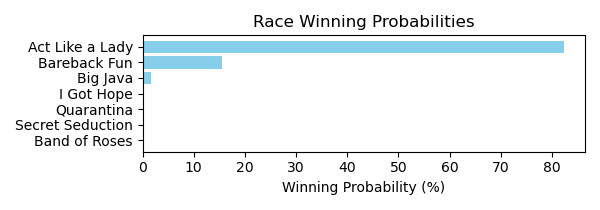 Race Winning Probabilities
Act Like a Lady
Bareback Fun
Big Java
I Got Hope
Quarantina
Secret Seduction
Band of Roses
0 10 20 30 40 50 60 70 80
Winning Probability (%)